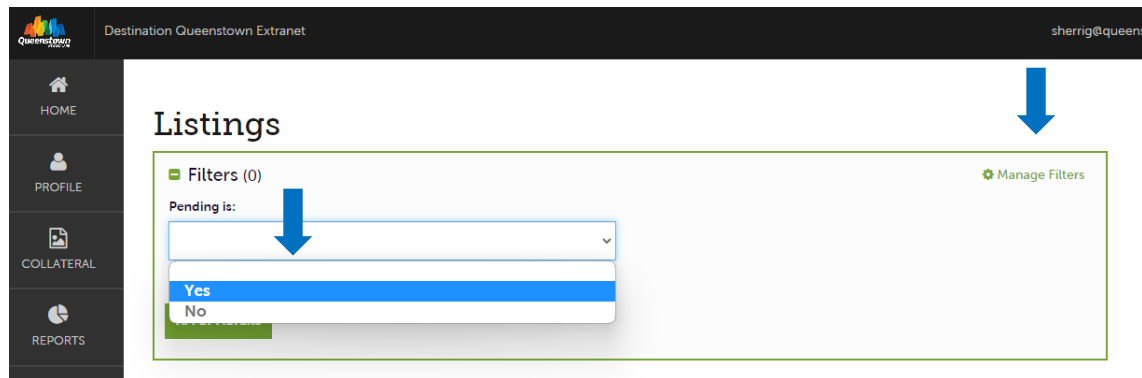 Queenstown
Destination Queenstown Extranet
sherrig@queens
HOME
Listings
PROFILE
Filters (0)
Manage Filters
Pending is:
COLLATERAL
Yes
No
REPORTS